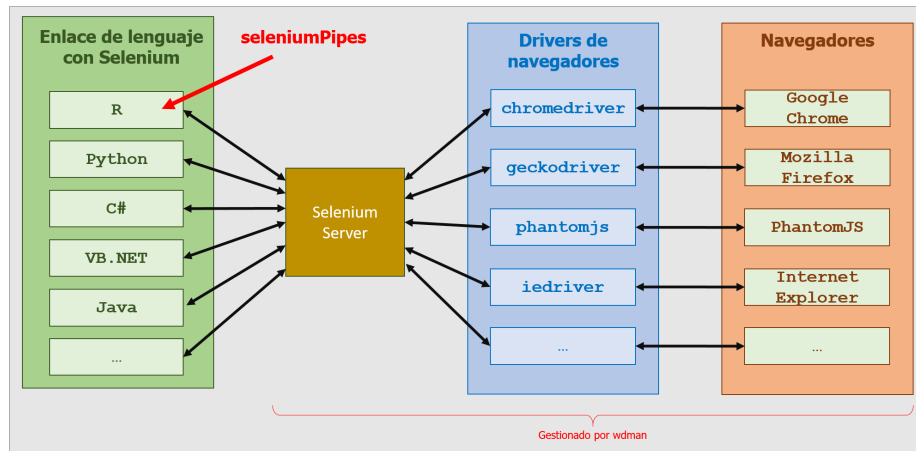 Enlace de lenguaje
con Selenium
seleniumPipes
R
Python
C#
VB.NET
Java
...
Selenium
Server
Drivers de
navegadores
chromedriver
geckodriver
phantomjs
iedriver
...
Navegadores
Google
Chrome
Mozilla
Firefox
PhantomJS
Internet
Explorer
...
Gestionado por wdman